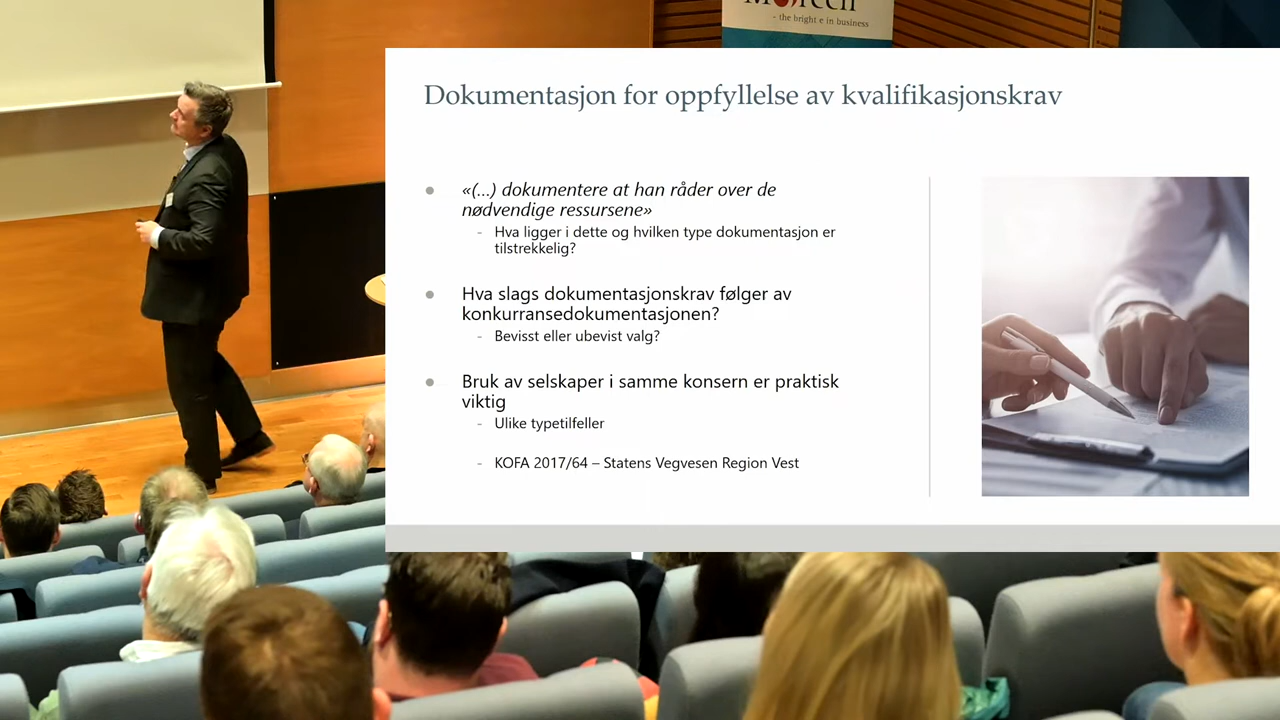 - the bright e in business
Dokumentasjon for oppfyllelse av kvalifikasjonskrav
«(...) dokumentere at han råder over de
nødvendige ressursene»
- Hva ligger i dette og hvilken type dokumentasjon er
tilstrekkelig?
Hva slags dokumentasjonskrav følger av
konkurransedokumentasjonen?
- Bevisst eller ubevist valg?
Bruk av selskaper i samme konsern er praktisk
viktig
- Ulike typetilfeller
- KOFA 2017/64 – Statens Vegvesen Region Vest